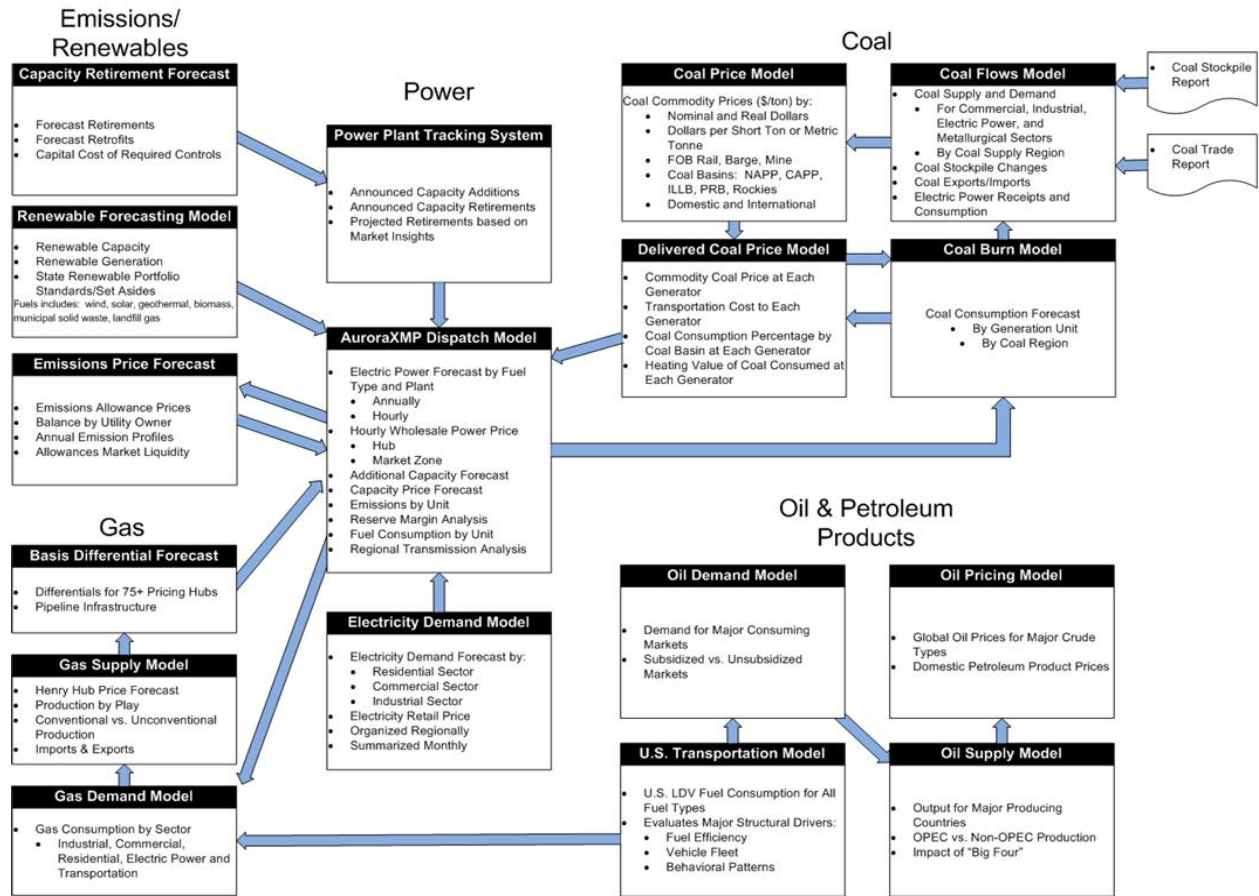 Emissions/
Renewables
Capacity Retirement Forecast
• Forecast Retirements
• Forecast Retrofits
• Capital Cost of Required Controls
Renewable Forecasting Model
• Renewable Capacity
• Renewable Generation
• State Renewable Portfolio
Standards/Set Asides
Fuels includes: wind, solar, geothermal, biomass,
municipal solid waste, landfill gas
Emissions Price Forecast
• Emissions Allowance Prices
• Balance by Utility Owner
• Annual Emission Profiles
• Allowances Market Liquidity
Gas
Basis Differential Forecast
• Differentials for 75+ Pricing Hubs
• Pipeline Infrastructure
Gas Supply Model
• Henry Hub Price Forecast
• Production by Play
• Conventional vs. Unconventional
Production
• Imports & Exports
Gas Demand Model
• Gas Consumption by Sector
• Industrial, Commercial,
Residential, Electric Power and
Transportation
Power
Power Plant Tracking System
• Announced Capacity Additions
• Announced Capacity Retirements
• Projected Retirements based on
Market Insights
AuroraXMP Dispatch Model
• Electric Power Forecast by Fuel
Type and Plant
• Annually
• Hourly
• Hourly Wholesale Power Price
• Hub
• Market Zone
• Additional Capacity Forecast
• Capacity Price Forecast
• Emissions by Unit
• Reserve Margin Analysis
• Fuel Consumption by Unit
• Regional Transmission Analysis
Electricity Demand Model
• Electricity Demand Forecast by:
• Residential Sector
• Commercial Sector
• Industrial Sector
• Electricity Retail Price
• Organized Regionally
• Summarized Monthly
Coal
Coal Price Model
Coal Commodity Prices ($/ton) by:
• Nominal and Real Dollars
• Dollars per Short Ton or Metric
Tonne
• FOB Rail, Barge, Mine
• Coal Basins: NAPP, CAPP,
ILLB, PRB, Rockies
• Domestic and International
Coal Flows Model
• Coal Supply and Demand
• For Commercial, Industrial,
Electric Power, and
Metallurgical Sectors
• By Coal Supply Region
• Coal Stockpile Changes
• Coal Exports/Imports
• Electric Power Receipts and
Consumption
• Coal Stockpile
Report
• Coal Trade
Report
Delivered Coal Price Model
• Commodity Coal Price at Each
Generator
• Transportation Cost to Each
Generator
• Coal Consumption Percentage by
Coal Basin at Each Generator
• Heating Value of Coal Consumed at
Each Generator
Coal Burn Model
Coal Consumption Forecast
• By Generation Unit
• By Coal Region
Oil & Petroleum
Products
Oil Demand Model
• Demand for Major Consuming
Markets
• Subsidized vs. Unsubsidized
Markets
Oil Pricing Model
• Global Oil Prices for Major Crude
Types
• Domestic Petroleum Product Prices
U.S. Transportation Model
• U.S. LDV Fuel Consumption for All
Fuel Types
• Evaluates Major Structural Drivers:
• Fuel Efficiency
• Vehicle Fleet
• Behavioral Patterns
Oil Supply Model
• Output for Major Producing
Countries
• OPEC vs. Non-OPEC Production
• Impact of “Big Four”